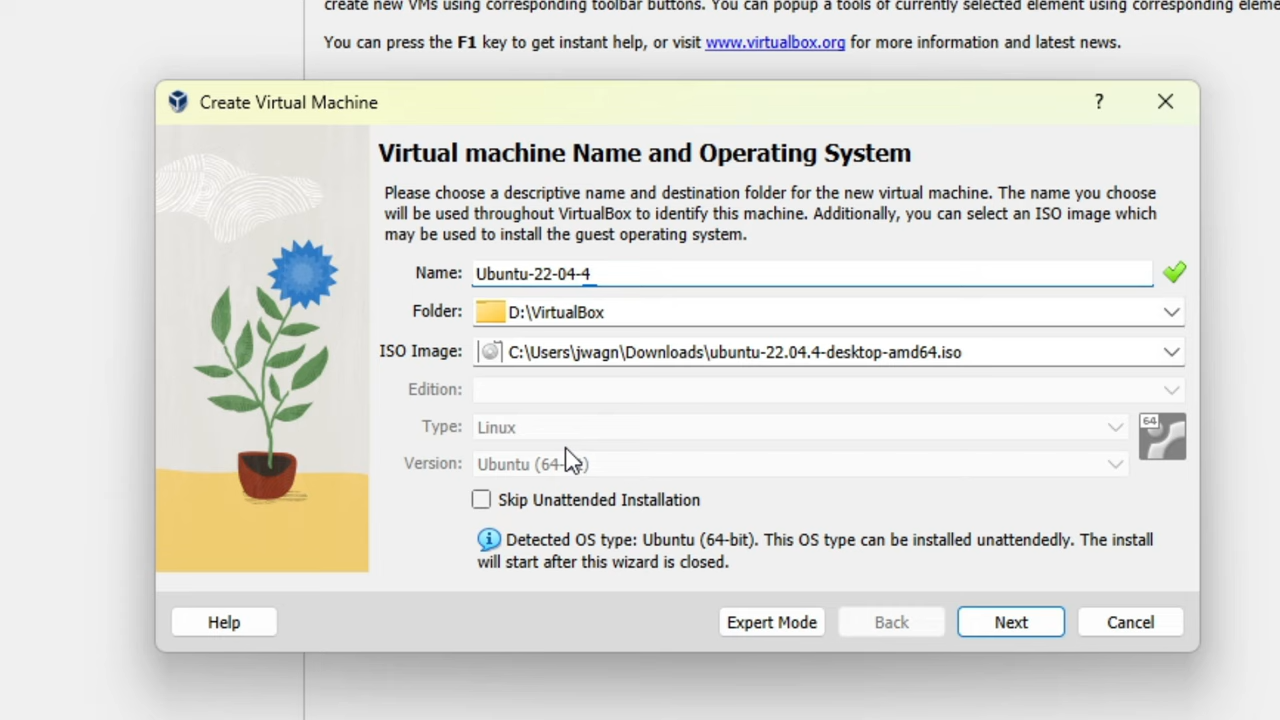 create new VMs using corresponding toolbar buttons. You can popup a tools of currently selected element using corresponding eleme
You can press the F1 key to get instant help, or visit www.virtualbox.org for more information and latest news.
Create Virtual Machine
?
Virtual machine Name and Operating System
Please choose a descriptive name and destination folder for the new virtual machine. The name you choose
will be used throughout VirtualBox to identify this machine. Additionally, you can select an ISO image which
may be used to install the guest operating system.
Name: Ubuntu-22-04-4
Folder: D:\VirtualBox
ISO Image: C:\Users\jwagn\Downloads\ubuntu-22.04.4-desktop-amd64.iso
Edition:
Type: Linux
64
Version: Ubuntu (64-
Skip Unattended Installation
Detected OS type: Ubuntu (64-bit). This OS type can be installed unattendedly. The install
will start after this wizard is closed.
Help Expert Mode Back Next Cancel